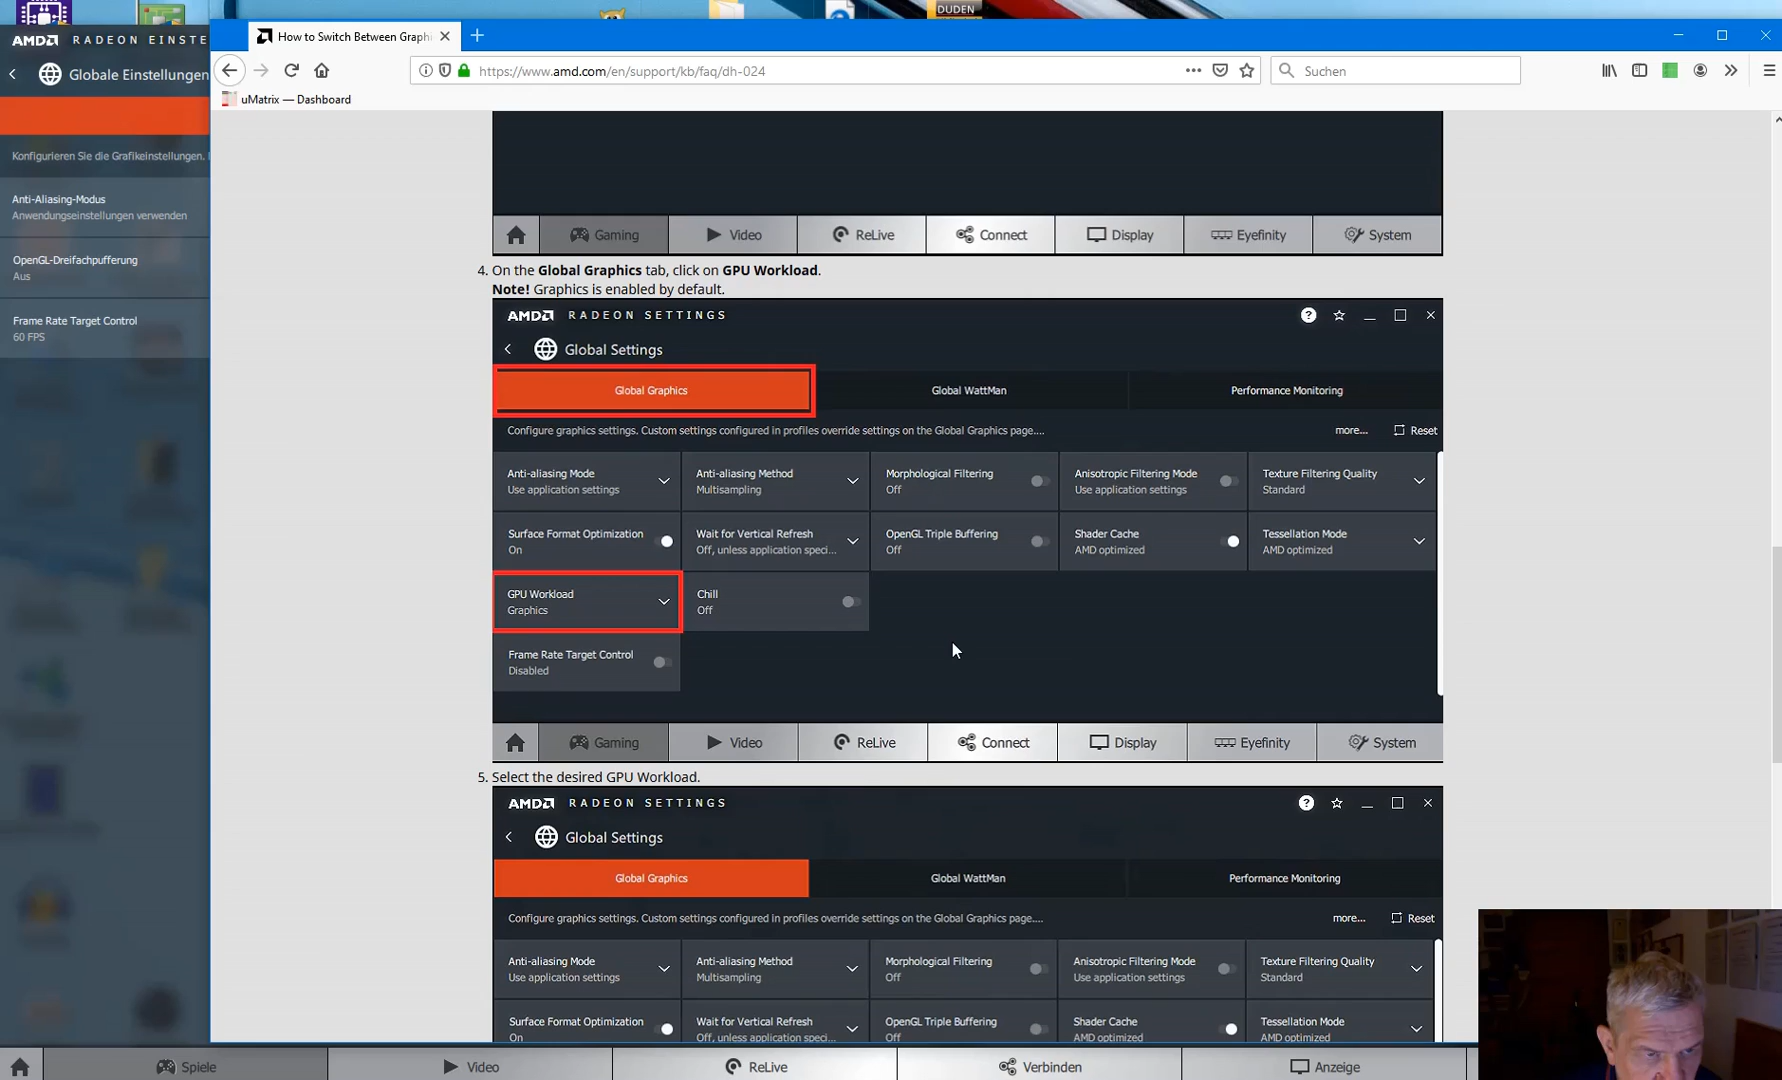 DUDEN
AMD RADEON EINSTE
Globale Einstellungen
Konfigurieren Sie die Grafikeinstellungen.
Anti-Aliasing-Modus
Anwendungseinstellungen verwenden
OpenGL-Dreifachpufferung
Aus
Frame Rate Target Control
60 FPS
How to Switch Between Graphi
https://www.amd.com/en/support/kb/faq/dh-024
Suchen
uMatrix — Dashboard
Gaming Video ReLive Connect Display Eyefinity System
4. On the Global Graphics tab, click on GPU Workload.
Note! Graphics is enabled by default.
AMD RADEON SETTINGS
Global Settings
Global Graphics Global WattMan Performance Monitoring
Configure graphics settings. Custom settings configured in profiles override settings on the Global Graphics page.... more... Reset
Anti-aliasing Mode Anti-aliasing Method Morphological Filtering Anisotropic Filtering Mode Texture Filtering Quality
Use application settings Multisampling Off Use application settings Standard
Surface Format Optimization Wait for Vertical Refresh OpenGL Triple Buffering Shader Cache Tessellation Mode
On Off, unless application speci... Off AMD optimized AMD optimized
GPU Workload Chill
Graphics Off
Frame Rate Target Control
Disabled
Gaming Video ReLive Connect Display Eyefinity System
5. Select the desired GPU Workload.
AMD RADEON SETTINGS
Global Settings
Global Graphics Global WattMan Performance Monitoring
Configure graphics settings. Custom settings configured in profiles override settings on the Global Graphics page.... more... Reset
Anti-aliasing Mode Anti-aliasing Method Morphological Filtering Anisotropic Filtering Mode Texture Filtering Quality
Use application settings Multisampling Off Use application settings Standard
Surface Format Optimization Wait for Vertical Refresh OpenGL Triple Buffering Shader Cache Tessellation Mode
On Off, unless application speci... Off AMD optimized AMD optimized
Spiele Video ReLive Verbinden Anzeige